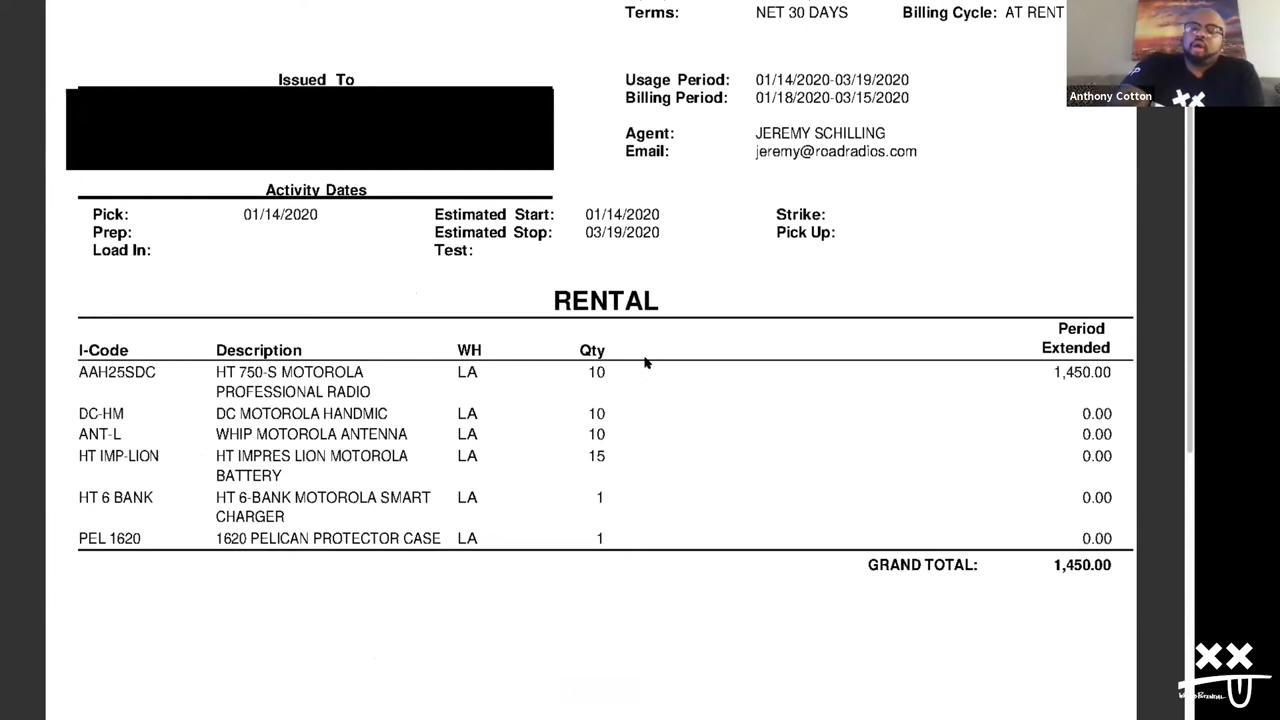 Terms: NET 30 DAYS Billing Cycle: AT RENT
Issued To
Usage Period: 01/14/2020-03/19/2020
Billing Period: 01/18/2020-03/15/2020
Anthony Cotton
Agent: JEREMY SCHILLING
Email: jeremy@roadradios.com
Activity Dates
Pick: 01/14/2020 Estimated Start: 01/14/2020 Strike:
Prep: Estimated Stop: 03/19/2020 Pick Up:
Load In: Test:
RENTAL
Period
I-Code Description WH Qty Extended
AAH25SDC HT 750-S MOTOROLA LA 10 1,450.00
PROFESSIONAL RADIO
DC-HM DC MOTOROLA HANDMIC LA 10 0.00
ANT-L WHIP MOTOROLA ANTENNA LA 10 0.00
HT IMP-LION HT IMPRES LION MOTOROLA LA 15 0.00
BATTERY
HT 6 BANK HT 6-BANK MOTOROLA SMART LA 1 0.00
CHARGER
PEL 1620 1620 PELICAN PROTECTOR CASE LA 1 0.00
GRAND TOTAL: 1,450.00